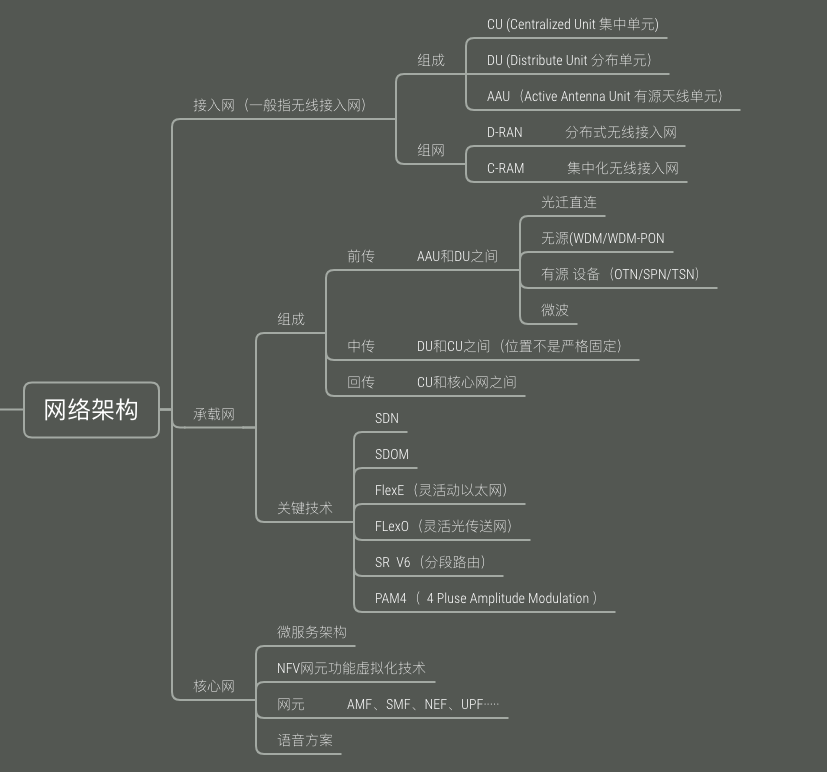 CU (Centralized Unit 集中单元)
组成
DU (Distribute Unit 分布单元)
AAU（Active Antenna Unit 有源天线单元）
接入网（一般指无线接入网）
D-RAN 分布式无线接入网
组网
C-RAM 集中化无线接入网
光迁直连
无源(WDM/WDM-PON
前传 AAU和DU之间
有源 设备（OTN/SPN/TSN）
微波
组成
中传 DU和CU之间（位置不是严格固定）
回传 CU和核心网之间
网络架构
承载网
SDN
SDOM
FlexE（灵活动以太网）
关键技术
FLexO（灵活光传送网）
SR V6（分段路由）
PAM4（ 4 Pluse Amplitude Modulation ）
微服务架构
NFV网元功能虚拟化技术
核心网
网元 AMF、SMF、NEF、UPF·····
语音方案